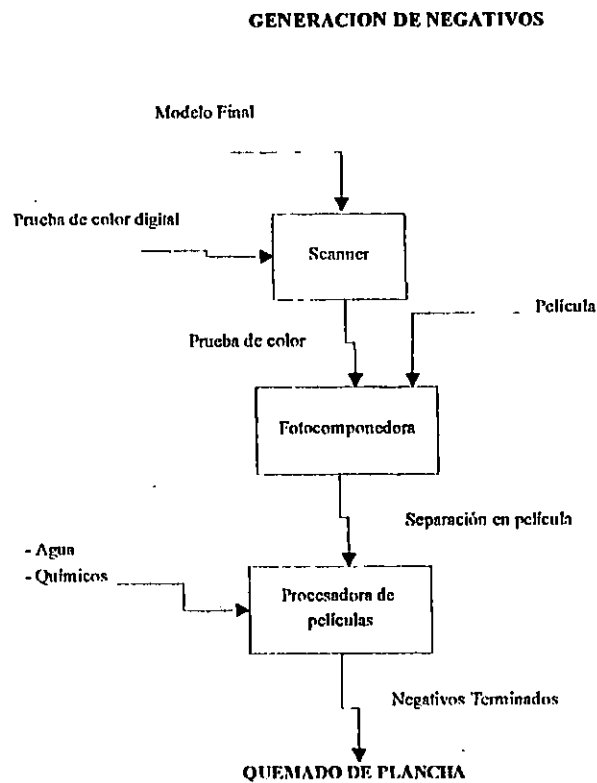 GENERACION DE NEGATIVOS
Modelo Final
Prueba de color digital
Scanner
Película
Prueba de color
Fotocomponedora
Separación en película
- Agua
- Químicos
Procesadora de
películas
Negativos Terminados
QUEMADO DE PLANCHA